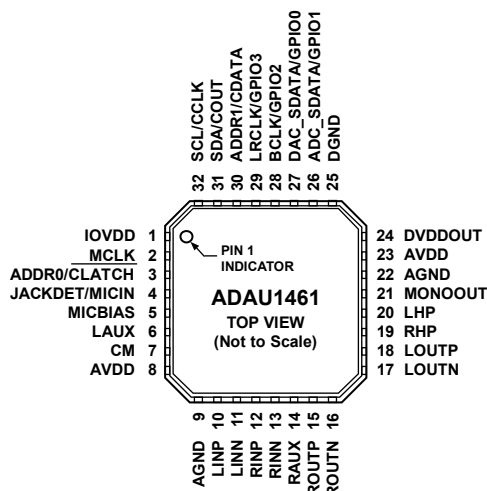 32 SCL/CCLK
31 SDA/COUT
30 ADDR1/CDATA
29 LRCLK/GPIO3
28 BCLK/GPIO2
27 DAC_SDATA/GPIO0
26 ADC_SDATA/GPIO1
25 DGND
IOVDD 1
MCLK 2
ADDR0/CLATCH 3
JACKDET/MICIN 4
MICBIAS 5
LAUX 6
CM 7
AVDD 8
PIN 1
INDICATOR
ADAU1461
TOP VIEW
(Not to Scale)
24 DVDDOUT
23 AVDD
22 AGND
21 MONOOUT
20 LHP
19 RHP
18 LOUTP
17 LOUTN
AGND 9
LINP 10
LINN 11
RINP 12
RINN 13
RAUX 14
ROUTP 15
ROUTN 16